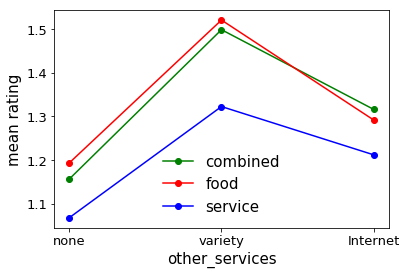 mean rating
1.5
1.4
1.3
1.2
1.1
combined
food
service
none variety Internet
other_services